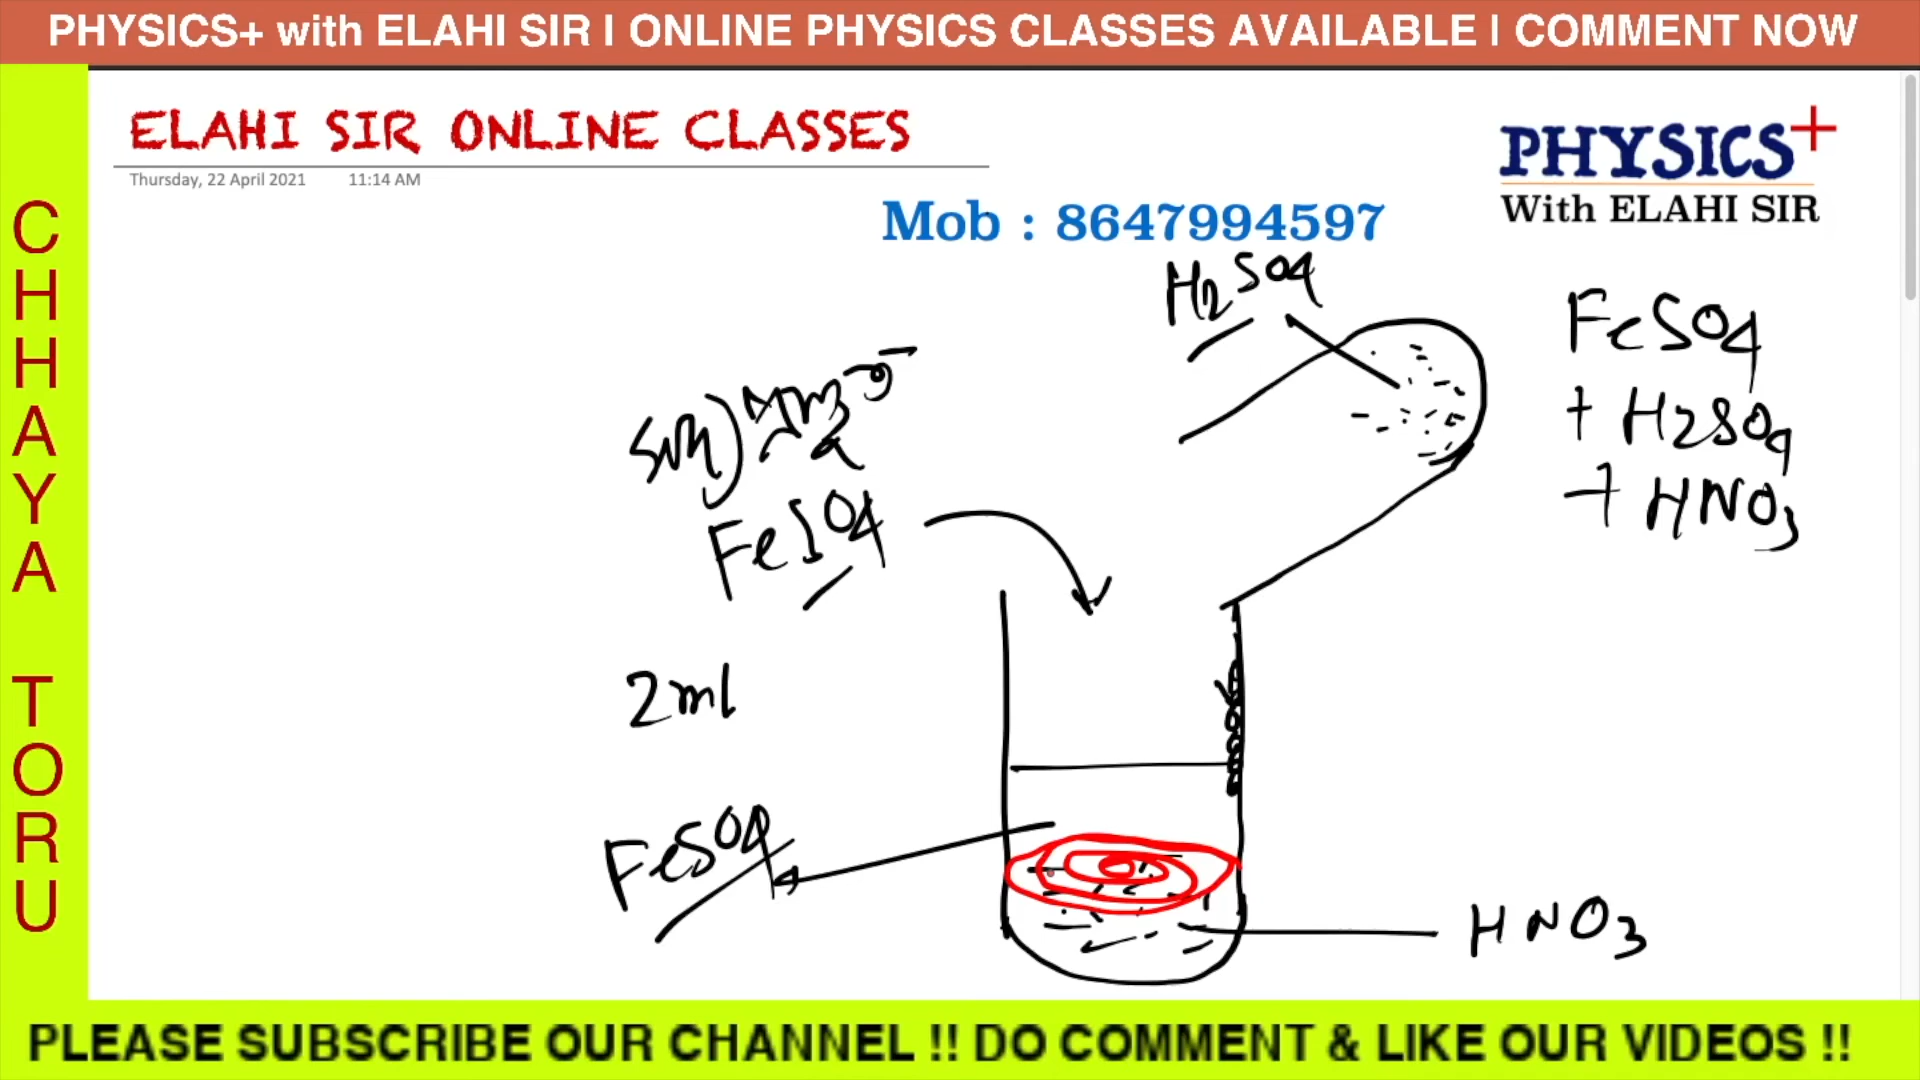 PHYSICS+ with ELAHI SIR I ONLINE PHYSICS CLASSES AVAILABLE I COMMENT NOW
ELAHI SIR ONLINE CLASSES
Thursday, 22 April 2021 11:14 AM
PHYSICS+
With ELAHI SIR
Mob : 8647994597
H2SO4
FeSO4
+ H2SO4
+ HNO3
FeSO4
2ml
FeSO4
HNO3
CHHAYA TORU
PLEASE SUBSCRIBE OUR CHANNEL !! DO COMMENT & LIKE OUR VIDEOS !!